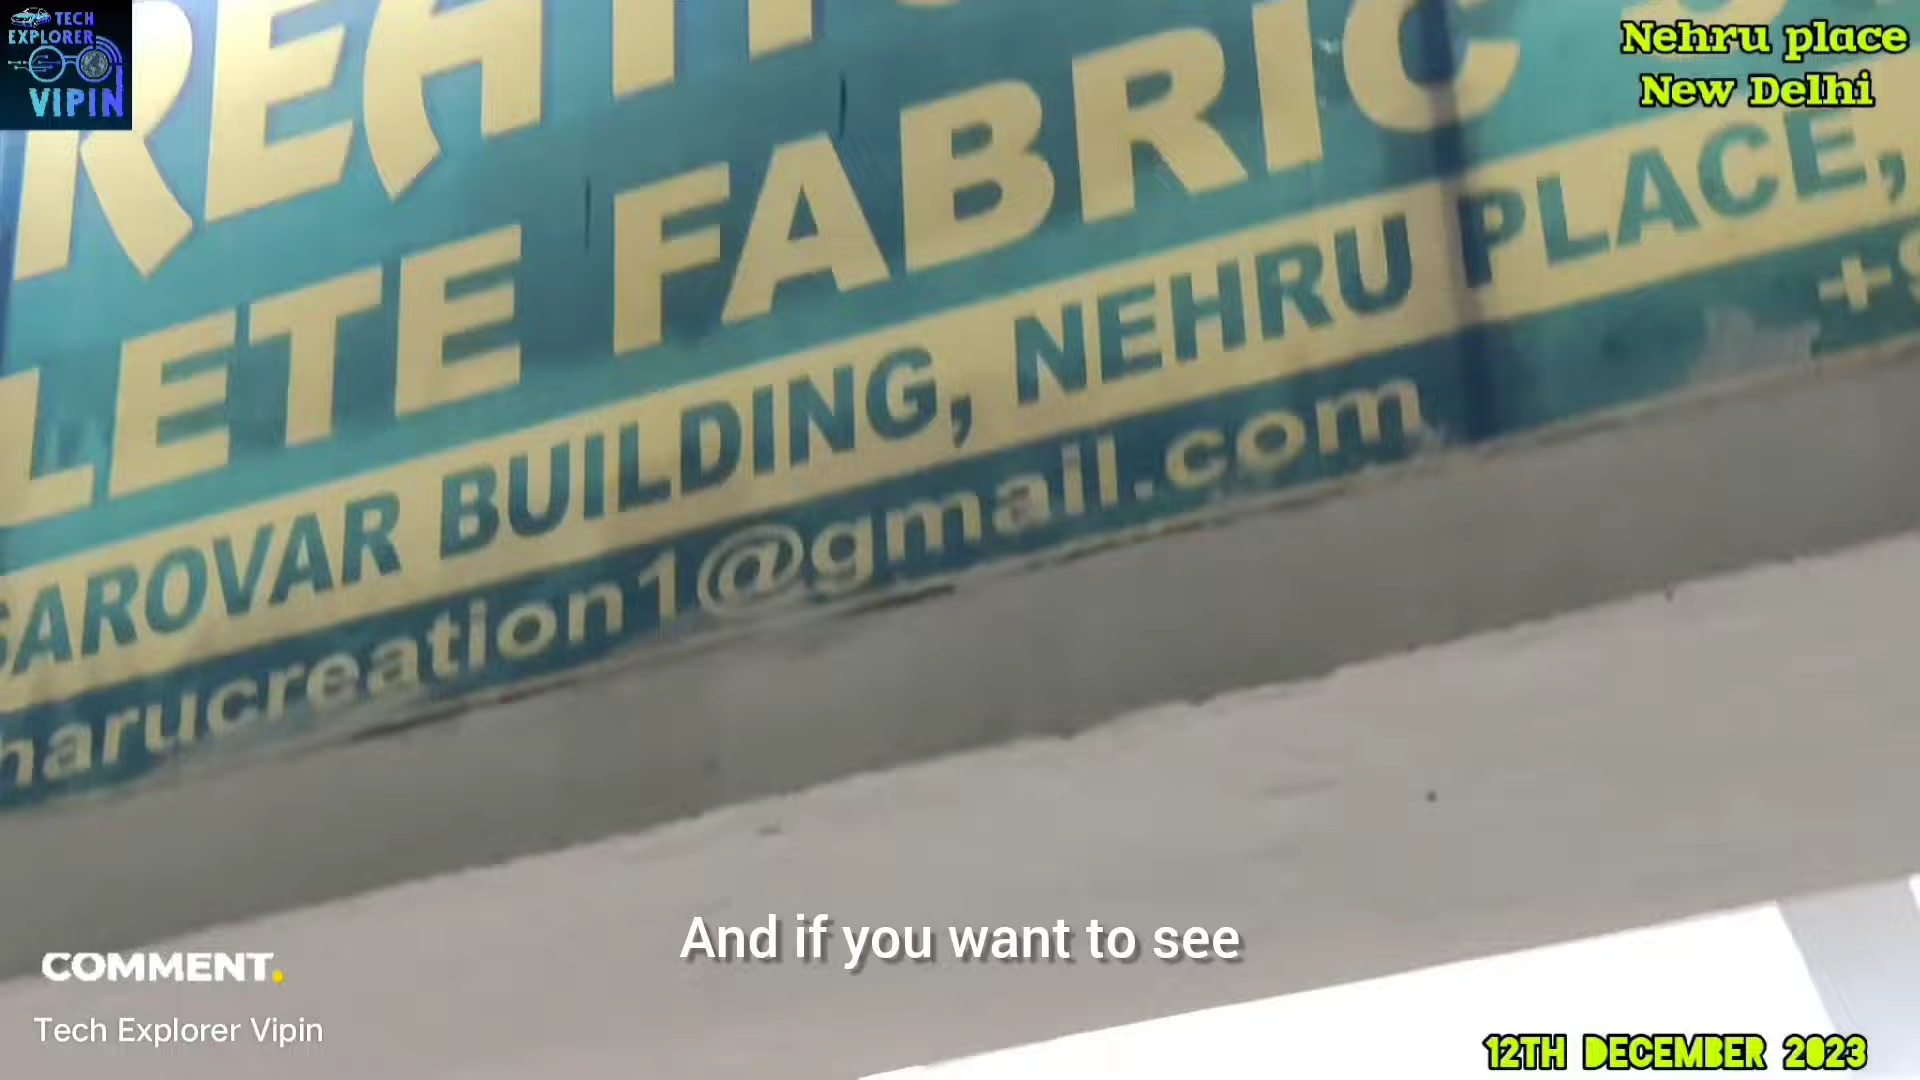 TECH
EXPLORER
VIPIN
Nehru place
New Delhi
LETE FABRIC
SAROVAR BUILDING, NEHRU PLACE,
harucreation1@gmail.com
And if you want to see
COMMENT.
Tech Explorer Vipin
12TH DECEMBER 2023